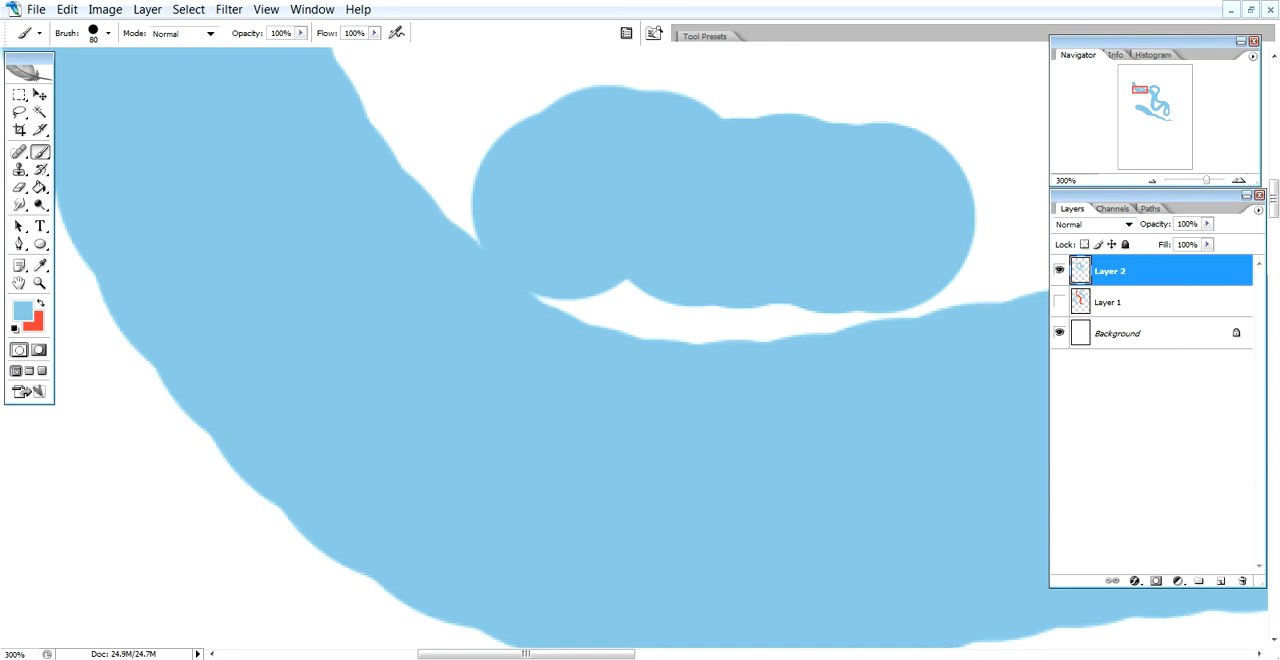 File Edit Image Layer Select Filter View Window Help
Brush: 80 Mode: Normal Opacity: 100% Flow: 100% Tool Presets
Navigator Info Histogram
300%
Layers Channels Paths
Normal Opacity: 100%
Lock: Fill: 100%
Layer 2
Layer 1
Background
300% Doc: 24.9M/24.7M